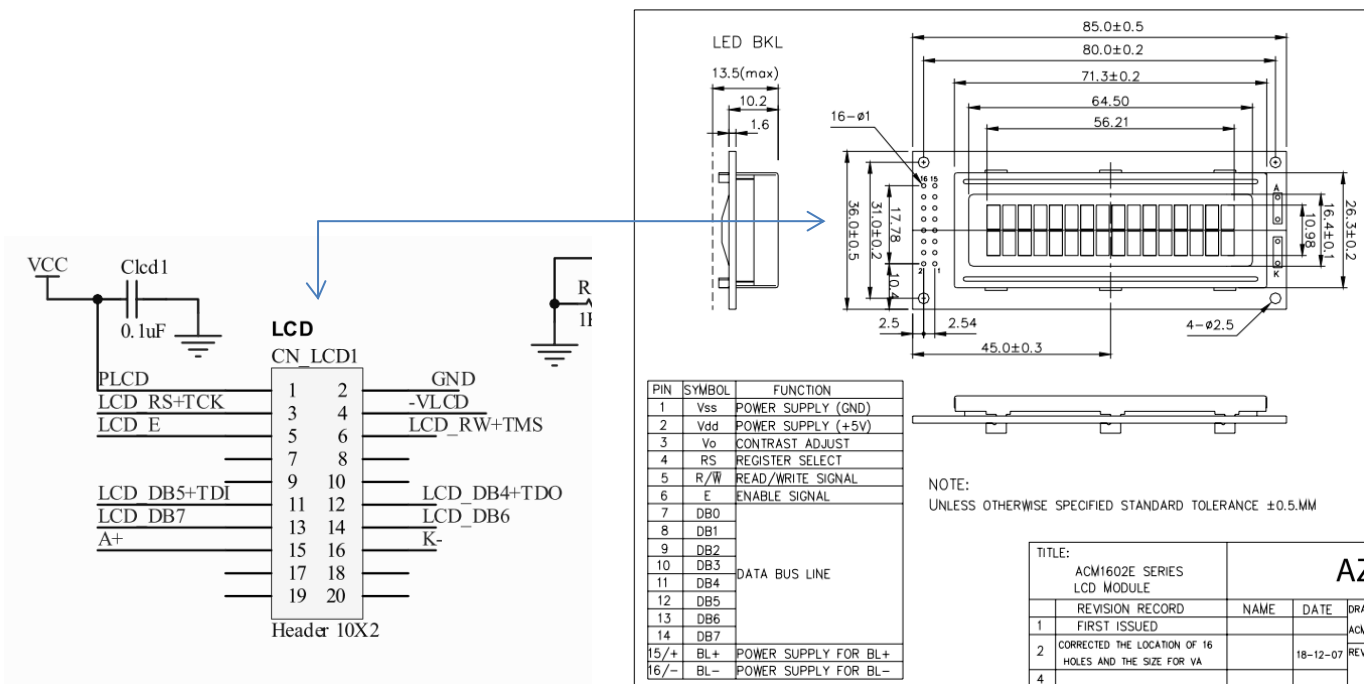 VCC
Clcd1
0.1uF
LCD
CN_LCD1
PLCD 1 2 GND
LCD_RS+TCK 3 4 -VLCD
LCD_E 5 6 LCD_RW+TMS
7 8
9 10
LCD_DB5+TDI 11 12 LCD_DB4+TDO
LCD_DB7 13 14 LCD_DB6
A+ 15 16 K-
17 18
19 20
Header 10X2
R
LED BKL
13.5(max)
10.2
1.6
85.0±0.5
80.0±0.2
71.3±0.2
64.50
56.21
16-ø1
16 15
36.0±0.5
31.0±0.2
17.78
10.4
2 1
A
K
10.98
16.4±0.1
26.3±0.2
2.5
2.54
45.0±0.3
4-ø2.5
PIN SYMBOL FUNCTION
1 Vss POWER SUPPLY (GND)
2 Vdd POWER SUPPLY (+5V)
3 Vo CONTRAST ADJUST
4 RS REGISTER SELECT
5 R/W̅ READ/WRITE SIGNAL
6 E ENABLE SIGNAL
7 DB0
8 DB1
9 DB2
10 DB3
DATA BUS LINE
11 DB4
12 DB5
13 DB6
14 DB7
15/+ BL+ POWER SUPPLY FOR BL+
16/- BL- POWER SUPPLY FOR BL-
NOTE:
UNLESS OTHERWISE SPECIFIED STANDARD TOLERANCE ±0.5.MM
TITLE:
ACM1602E SERIES
LCD MODULE
AZ
REVISION RECORD NAME DATE DRA
1 FIRST ISSUED
ACM
2 CORRECTED THE LOCATION OF 16
HOLES AND THE SIZE FOR VA
18-12-07 REV
4